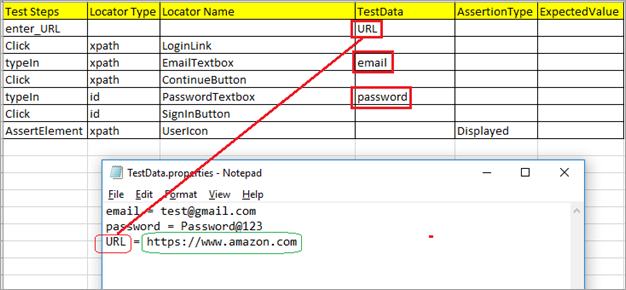 Test Steps Locator Type Locator Name TestData AssertionType ExpectedValue
enter_URL URL
Click xpath LoginLink
typeIn xpath EmailTextbox email
Click xpath ContinueButton
typeIn id PasswordTextbox password
Click id SignInButton
AssertElement xpath UserIcon Displayed
TestData.properties - Notepad
File Edit Format View Help
email = test@gmail.com
password = Password@123
URL = https://www.amazon.com